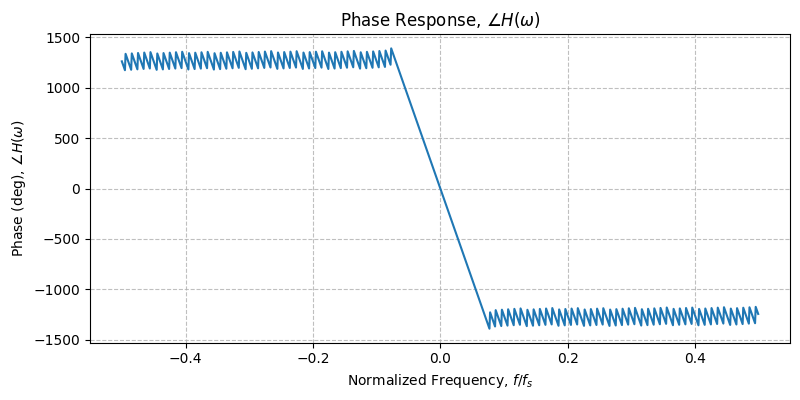 Phase Response, ∠H(ω)
Phase (deg), ∠H(ω)
1500
1000
500
0
−500
−1000
−1500
−0.4 −0.2 0.0 0.2 0.4
Normalized Frequency, f/fₛ